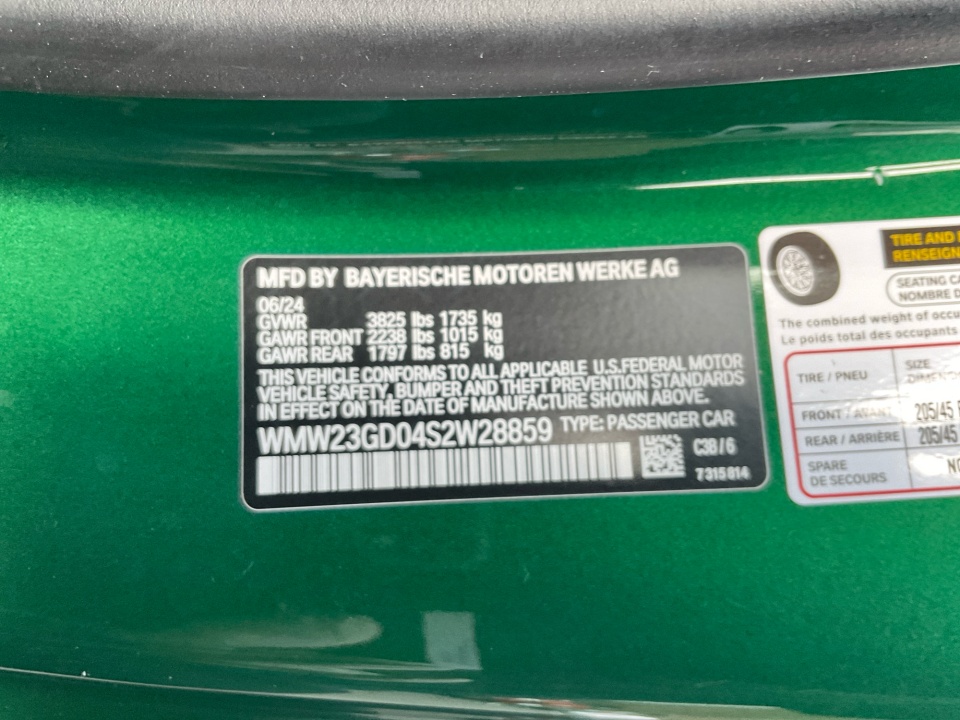 MFD BY BAYERISCHE MOTOREN WERKE AG
06/24
GVWR 3825 lbs 1735 kg
GAWR FRONT 2238 lbs 1015 kg
GAWR REAR 1797 lbs 815 kg
THIS VEHICLE CONFORMS TO ALL APPLICABLE U.S.FEDERAL MOTOR
VEHICLE SAFETY, BUMPER AND THEFT PREVENTION STANDARDS
IN EFFECT ON THE DATE OF MANUFACTURE SHOWN ABOVE.
WMW23GD04S2W28859 TYPE: PASSENGER CAR
C3B/6
7315814
TIRE AND
RENSEIGN
SEATING CA
NOMBRE D
The combined weight of occu
Le poids total des occupants
TIRE / PNEU SIZE
FRONT / AVANT 205/45
REAR / ARRIÈRE 205/45
SPARE
DE SECOURS